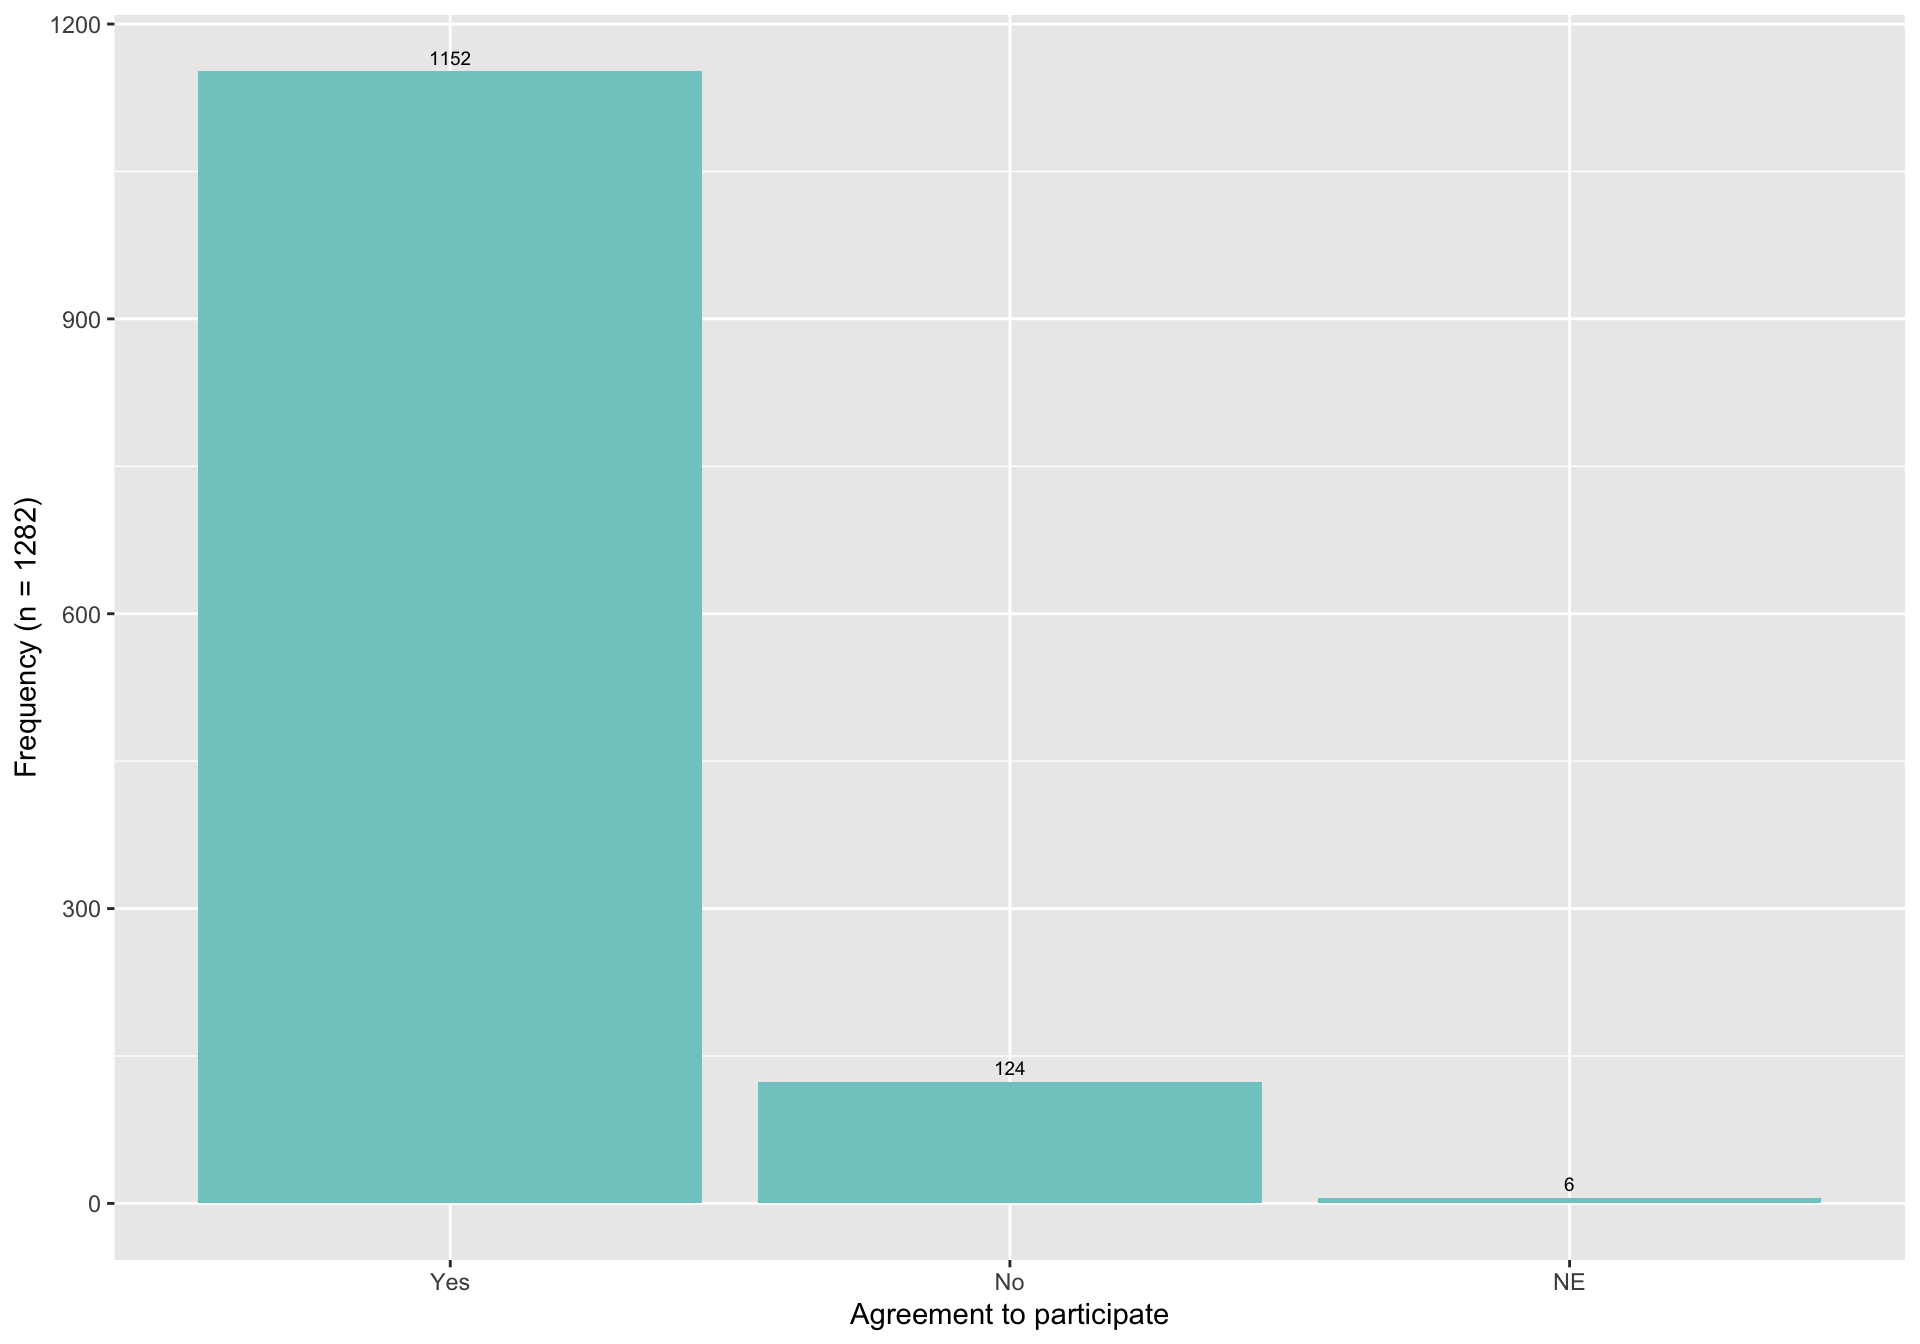 1200
900
600
300
0
Frequency (n = 1282)
1152
124
6
Yes
No
NE
Agreement to participate